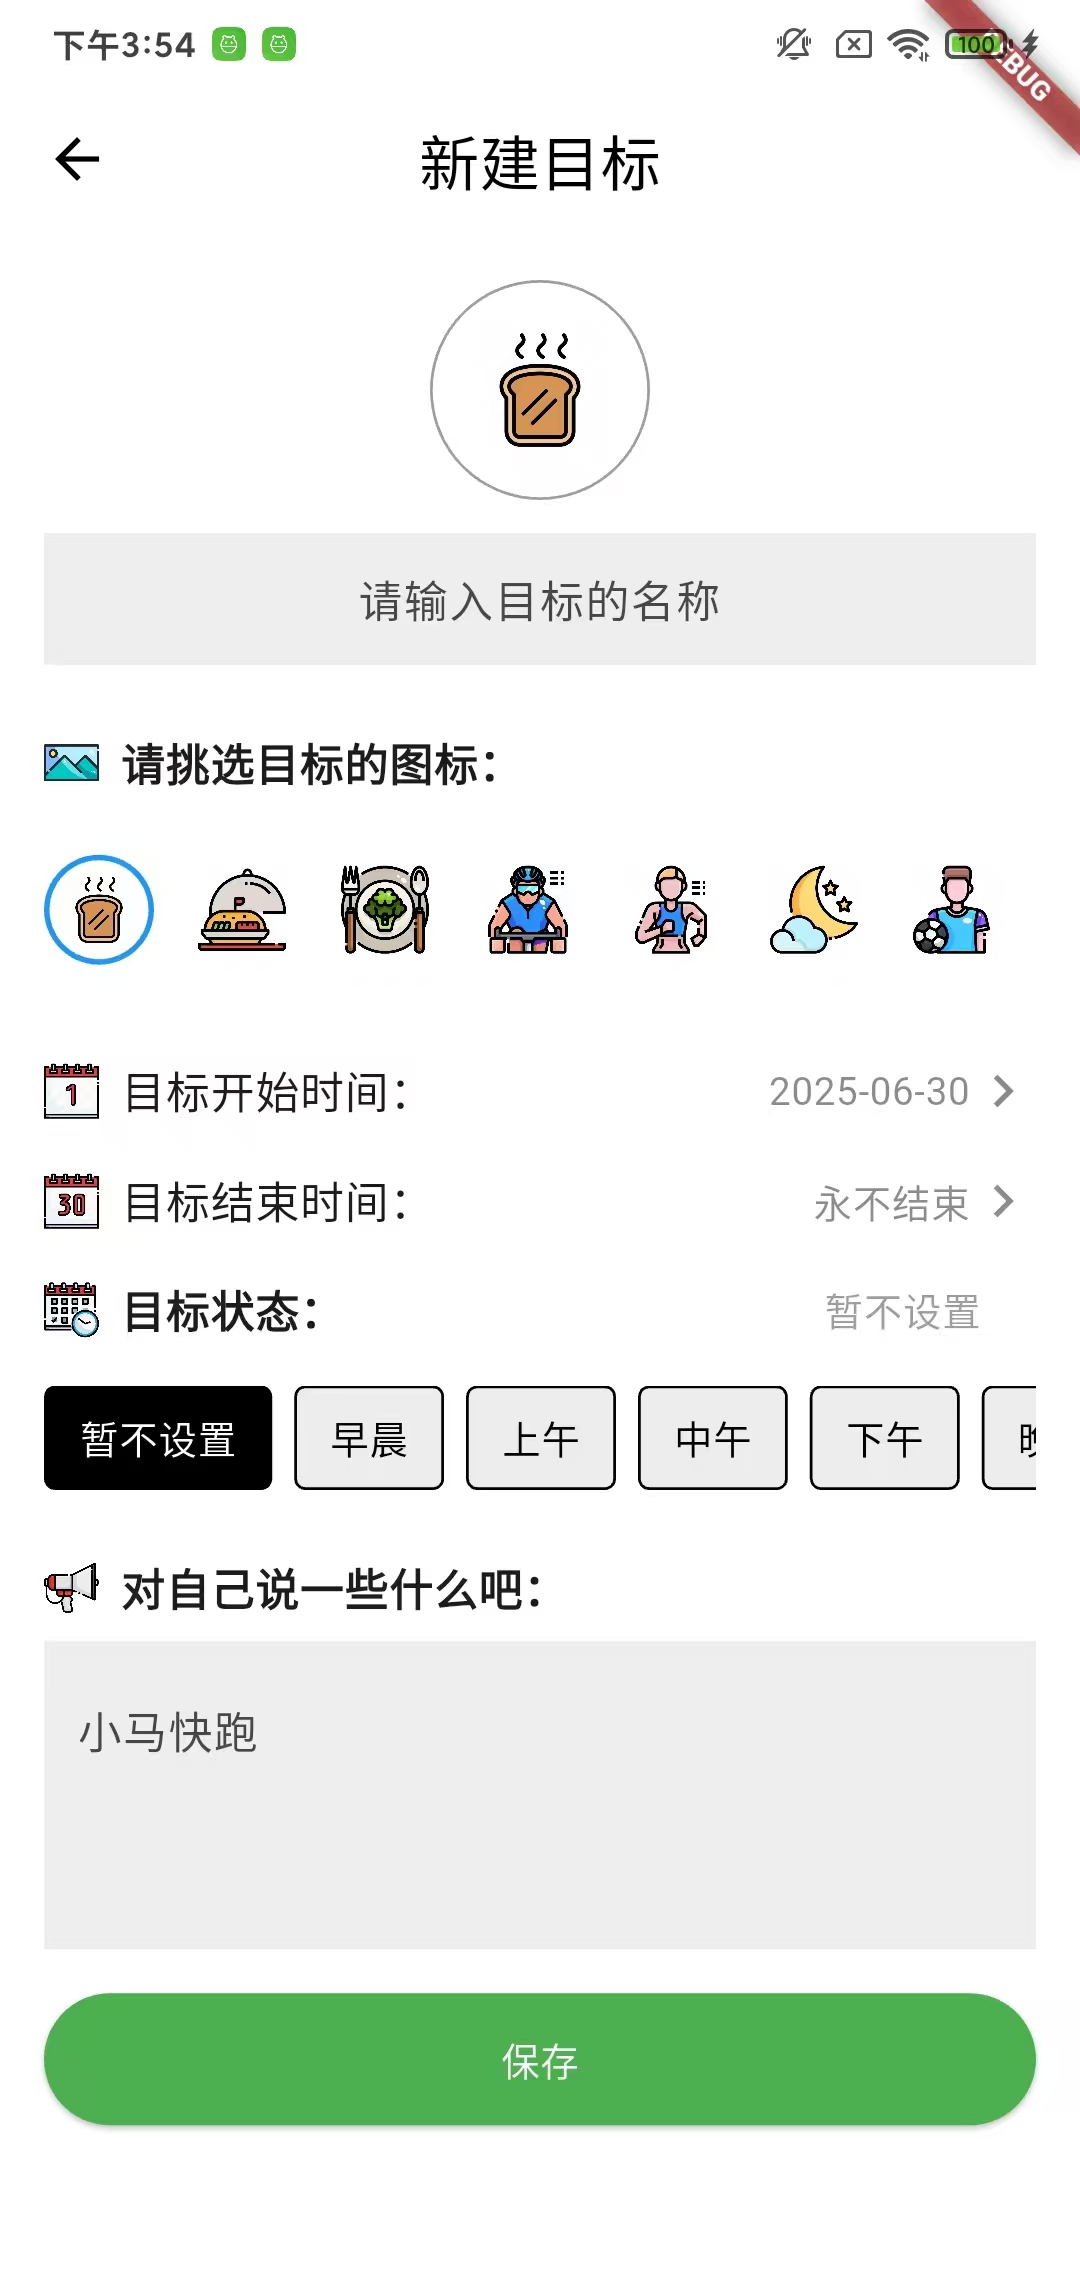 下午3:54
100
DEBUG
新建目标
请输入目标的名称
请挑选目标的图标：
1
目标开始时间：
2025-06-30
30
目标结束时间：
永不结束
目标状态：
暂不设置
暂不设置
早晨
上午
中午
下午
对自己说一些什么吧：
小马快跑
保存